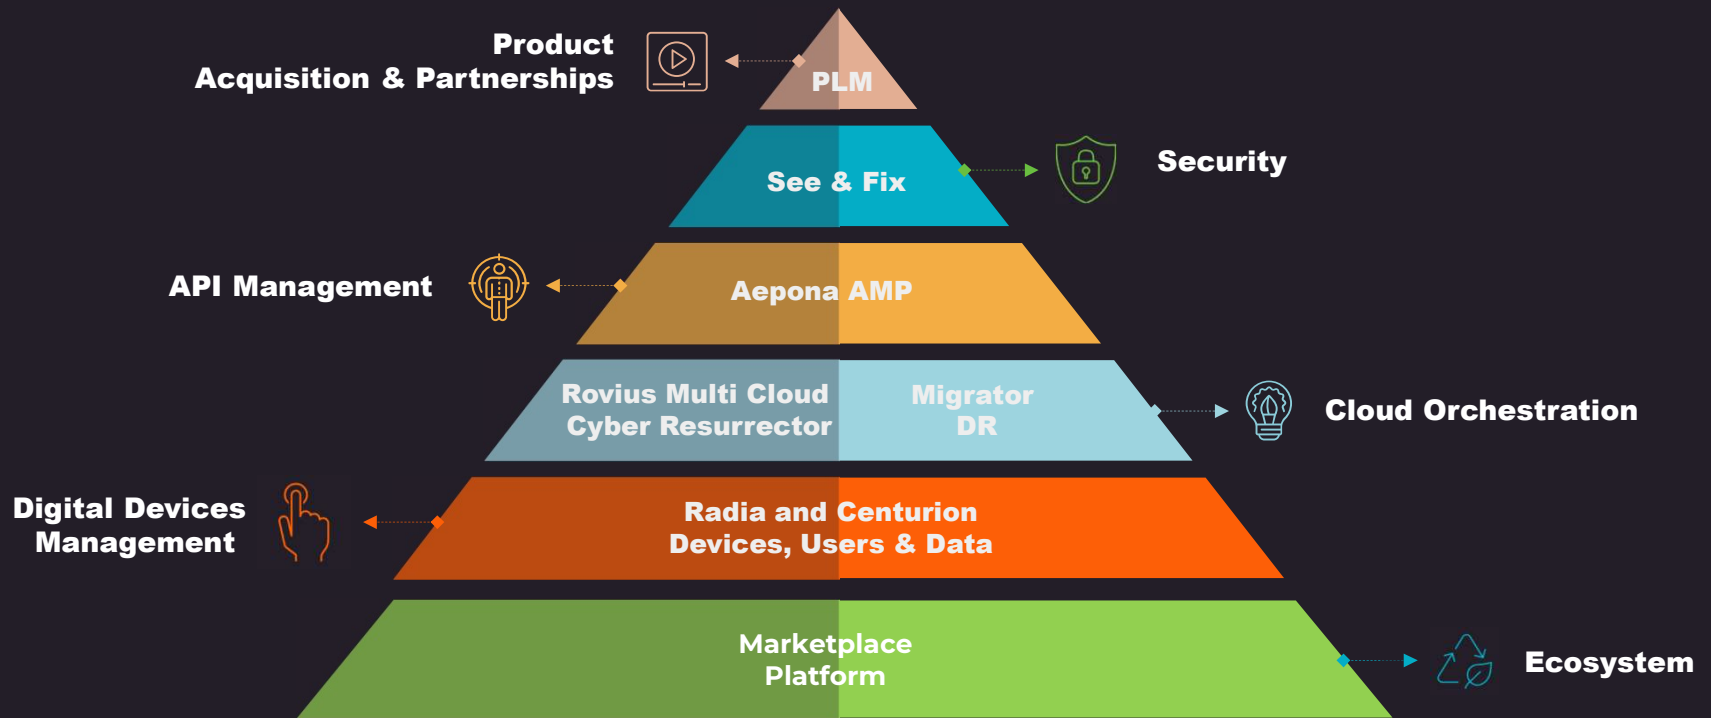 Product
Acquisition & Partnerships
PLM
See & Fix
Security
API Management
Aepona AMP
Rovius Multi Cloud
Cyber Resurrector
Migrator
DR
Cloud Orchestration
Digital Devices
Management
Radia and Centurion
Devices, Users & Data
Marketplace
Platform
Ecosystem